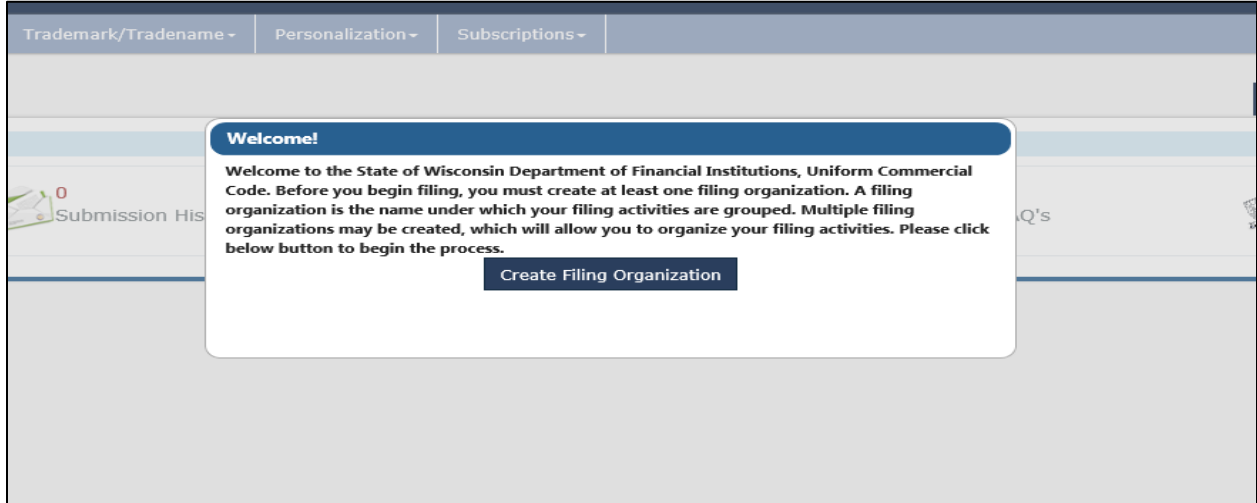 Trademark/Tradename Personalization Subscriptions
Welcome!
Welcome to the State of Wisconsin Department of Financial Institutions, Uniform Commercial
Code. Before you begin filing, you must create at least one filing organization. A filing
organization is the name under which your filing activities are grouped. Multiple filing
organizations may be created, which will allow you to organize your filing activities. Please click
below button to begin the process.
Create Filing Organization
0
Submission His
AQ's